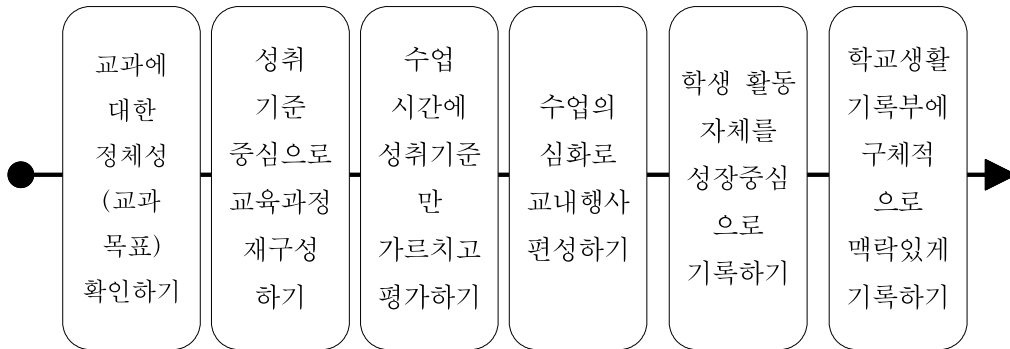 교과에
대한
정체성
(교과
목표)
확인하기
성취
기준
중심으로
교육과정
재구성
하기
수업
시간에
성취기준
만
가르치고
평가하기
수업의
심화로
교내행사
편성하기
학생 활동
자체를
성장중심
으로
기록하기
학교생활
기록부에
구체적
으로
맥락있게
기록하기